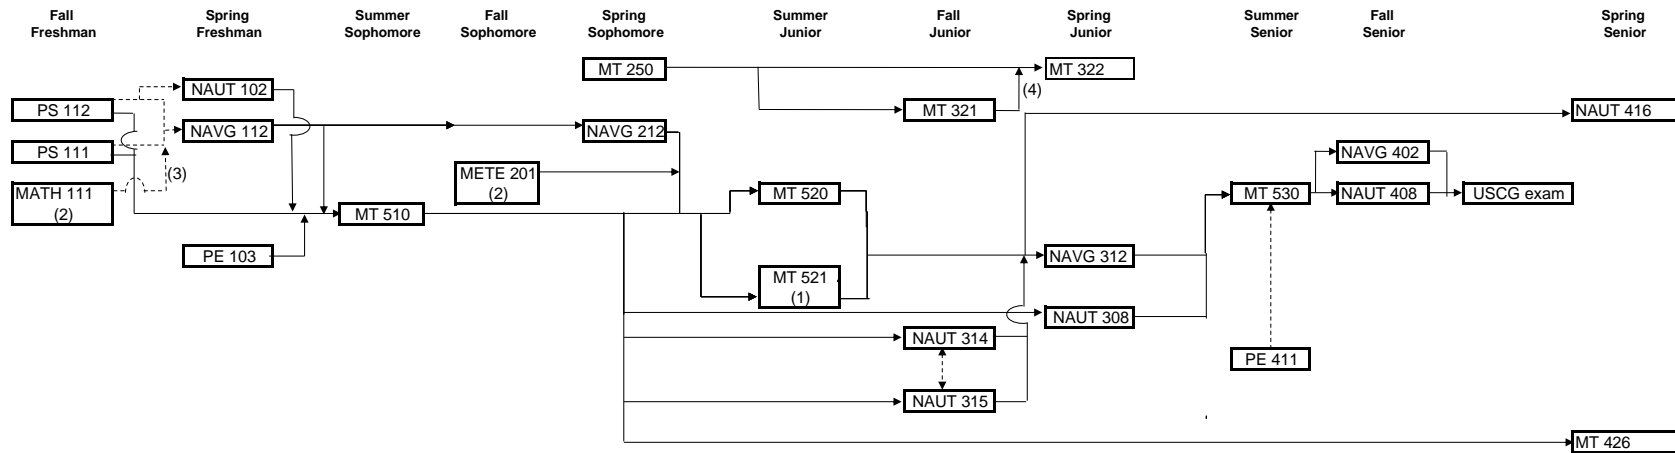 Fall
Freshman
Spring
Freshman
Summer
Sophomore
Fall
Sophomore
Spring
Sophomore
Summer
Junior
Fall
Junior
Spring
Junior
Summer
Senior
Fall
Senior
Spring
Senior
MT 250
MT 322
NAUT 102
(4)
PS 112
MT 321
NAUT 416
NAVG 112
NAVG 212
PS 111
NAVG 402
(3)
METE 201
(2)
MATH 111
(2)
MT 520
MT 530
NAUT 408
USCG exam
MT 510
PE 103
NAVG 312
MT 521
(1)
NAUT 308
NAUT 314
PE 411
NAUT 315
MT 426